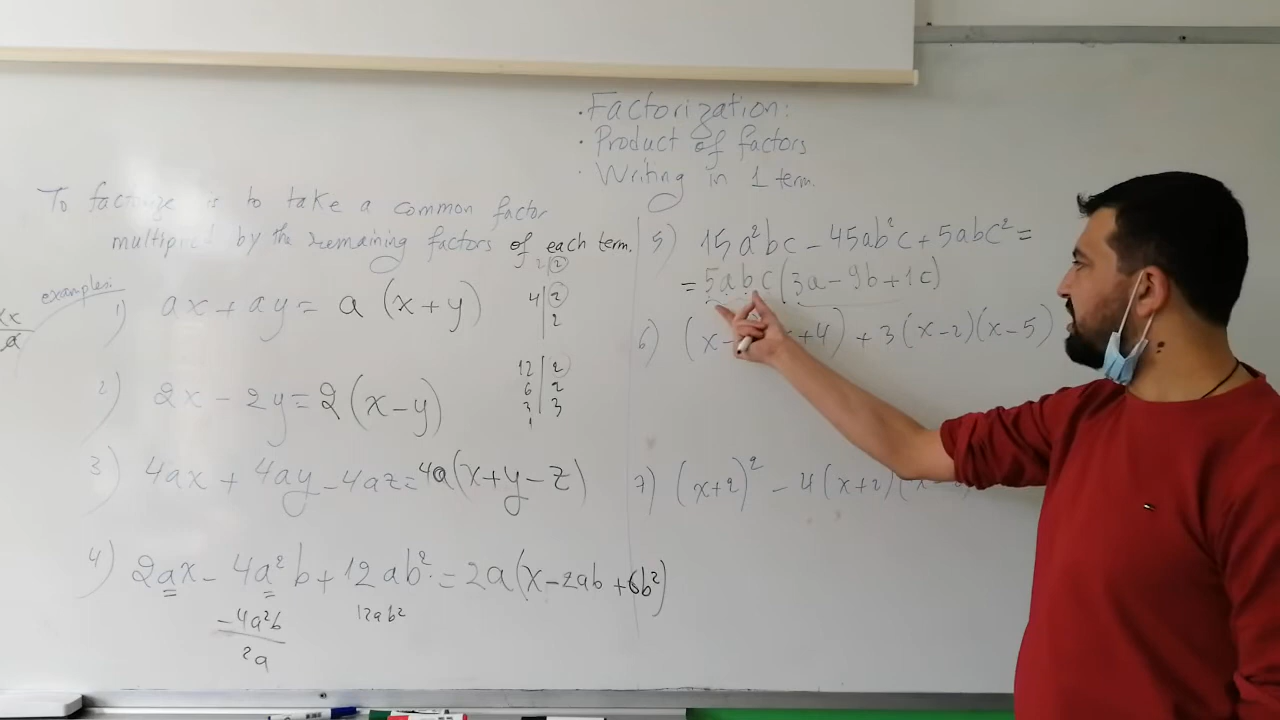 · Factorization:
· Product of factors
· Writing in 1 term.
To factorize is to take a common factor
multiplied by the remaining factors of each term.
examples:
1) ax + ay = a (x+y)
2) 2x - 2y = 2 (x-y)
3) 4ax + 4ay - 4az = 4a(x+y-z)
4) 2ax - 4a²b + 12ab² = 2a(x-2ab+6b²)
-4a²b
2a
12ab²
2 | 2
4 | 2
2
12 | 2
6 | 2
3 | 3
1
5) 15a²bc - 45ab²c + 5abc² =
= 5abc(3a-9b+1c)
6) (x- x+4) + 3(x-2)(x-5)
7) (x+2)² - 4(x+2)(x-